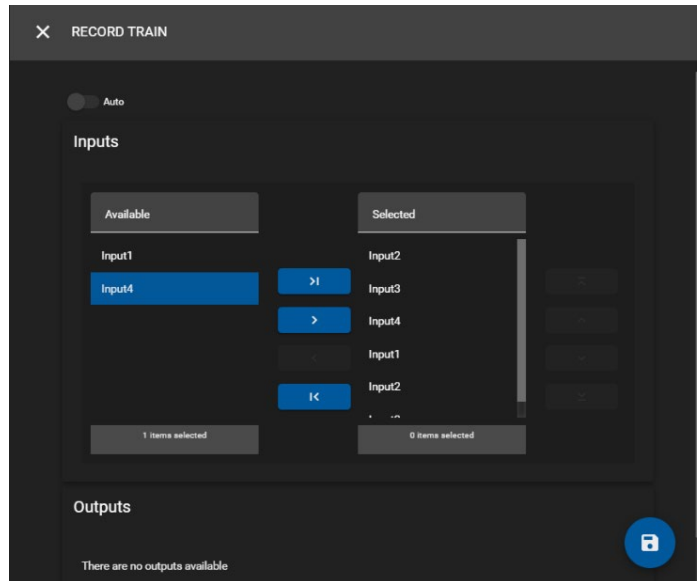 RECORD TRAIN
Auto
Inputs
Available
Selected
Input1
Input4
Input2
Input3
Input4
Input1
Input2
1 items selected
0 items selected
Outputs
There are no outputs available